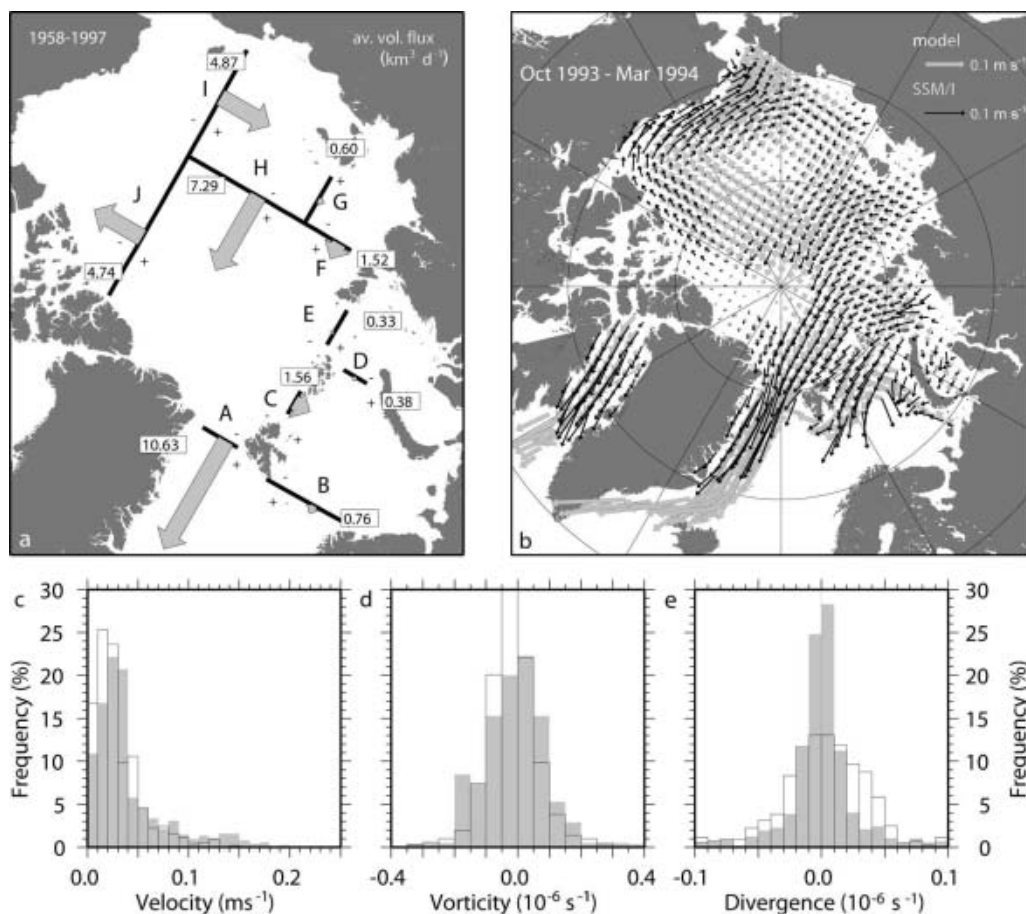 1958-1997
av. vol. flux
(km³ d⁻¹)
4.87
I
0.60
H
7.29
G
J
F
1.52
4.74
E
0.33
D
1.56
C
0.38
A
10.63
B
0.76
a
Oct 1993 - Mar 1994
model
0.1 m s⁻¹
SSM/I
0.1 m s⁻¹
b
c
d
e
30
25
20
15
10
5
0
Frequency (%)
0.0
0.1
0.2
Velocity (ms⁻¹)
-0.4
0.0
0.4
Vorticity (10⁻⁶ s⁻¹)
-0.1
0.0
0.1
Divergence (10⁻⁶ s⁻¹)
30
25
20
15
10
5
0
Frequency (%)